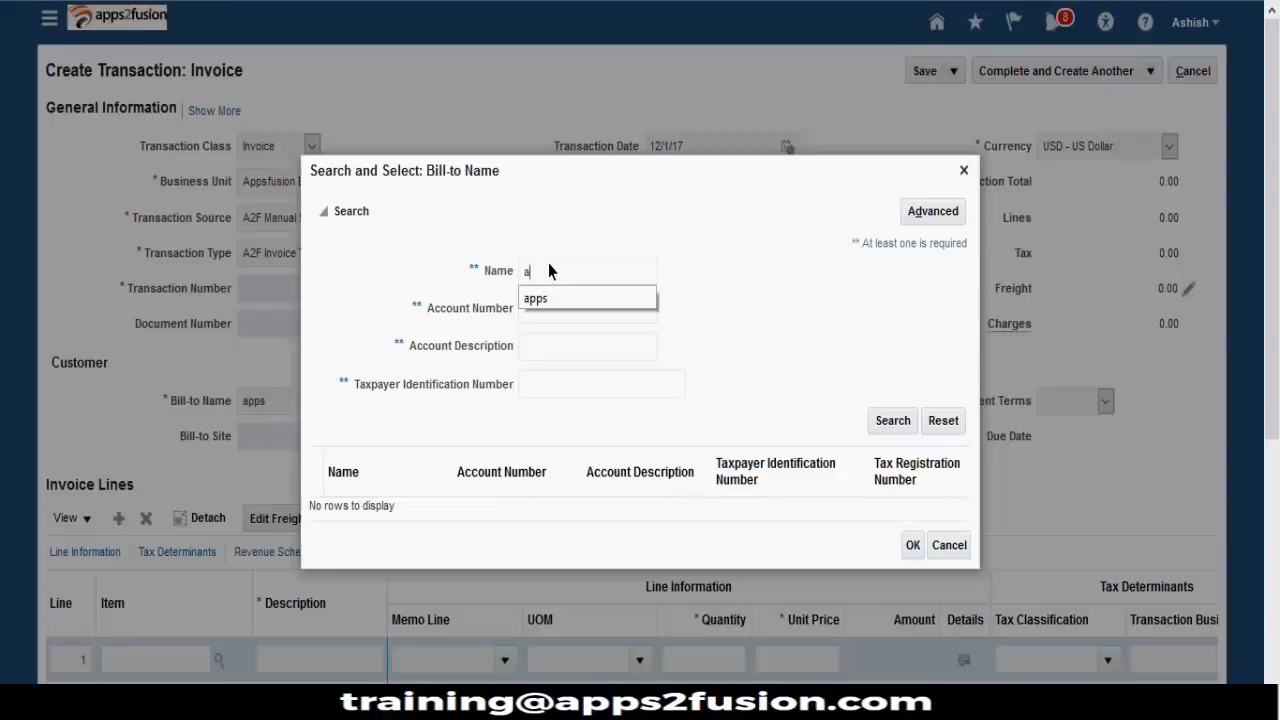 apps2fusion
8
Ashish
Create Transaction: Invoice
Save
Complete and Create Another
Cancel
General Information
Show More
Transaction Class
Invoice
Transaction Date
12/1/17
* Currency
USD - US Dollar
* Business Unit
Appsfusion
Total
0.00
* Transaction Source
A2F Manual
Lines
0.00
* Transaction Type
A2F Invoice
Tax
0.00
* Transaction Number
Freight
0.00
Document Number
Charges
0.00
Customer
* Bill-to Name
apps
Terms
Bill-to Site
Due Date
Search and Select: Bill-to Name
Search
Advanced
** At least one is required
** Name
a
apps
** Account Number
** Account Description
** Taxpayer Identification Number
Search
Reset
Name
Account Number
Account Description
Taxpayer Identification Number
Tax Registration Number
No rows to display
OK
Cancel
Invoice Lines
View
Detach
Edit Freigh
Line Information
Tax Determinants
Revenue Sche
Line Information
Tax Determinants
Line
Item
* Description
Memo Line
UOM
* Quantity
* Unit Price
Amount
Details
Tax Classification
Transaction Busi
1
training@apps2fusion.com